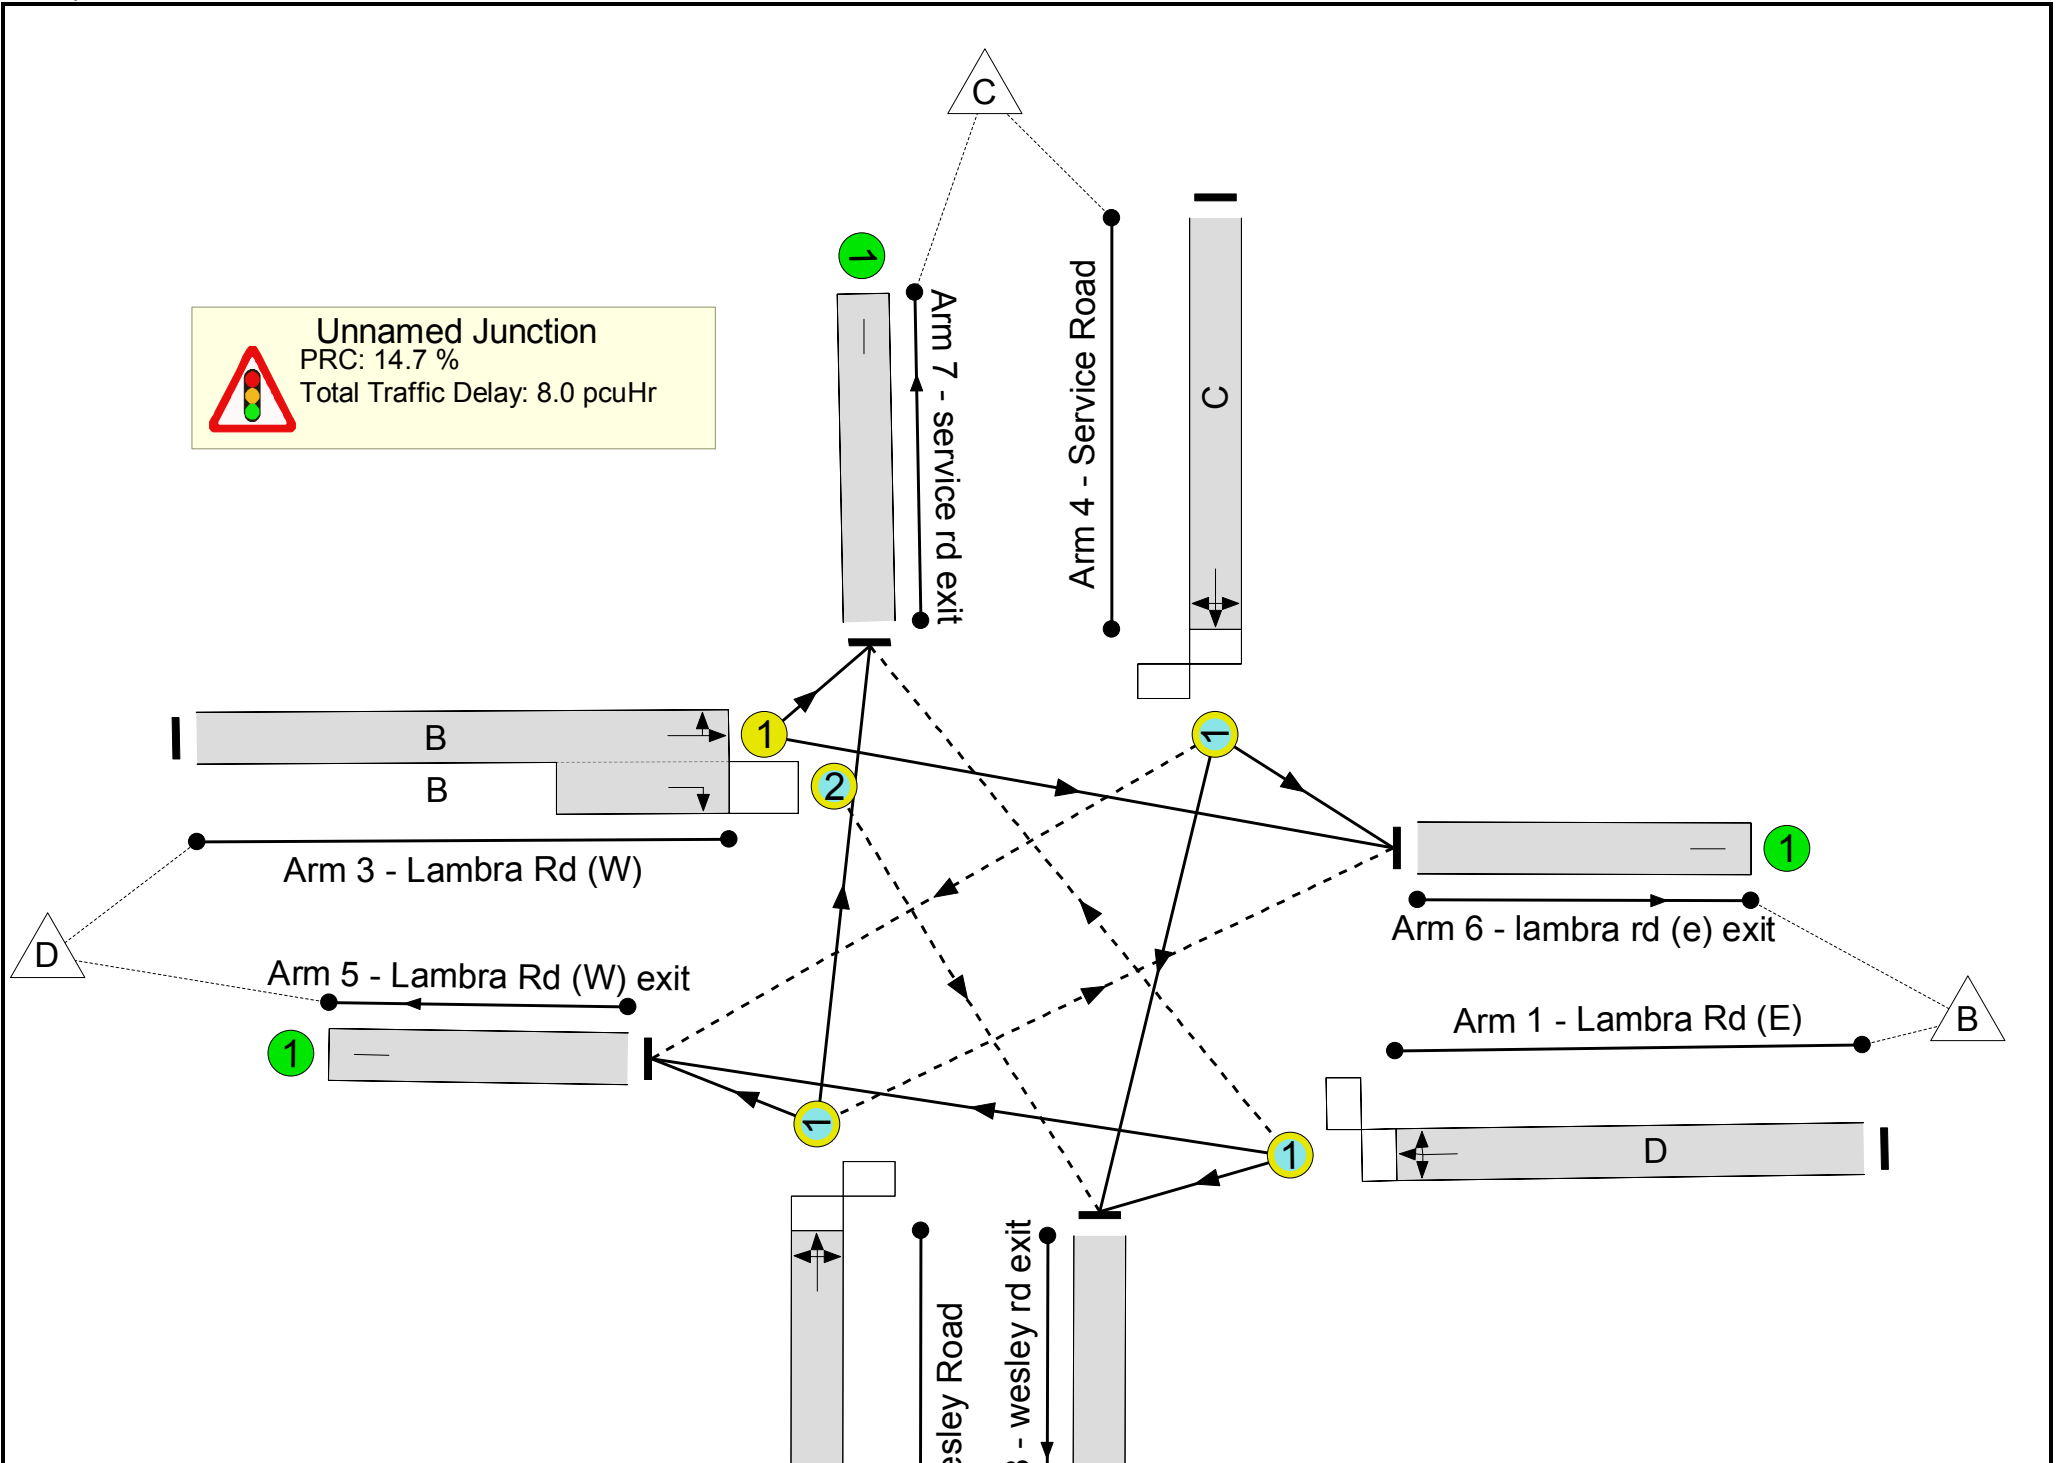 C
1
Arm 7 - service rd exit
Arm 4 - Service Road
C
Unnamed Junction
PRC: 14.7 %
Total Traffic Delay: 8.0 pcuHr
B
1
1
B
2
Arm 3 - Lambra Rd (W)
1
Arm 6 - lambra rd (e) exit
D
Arm 5 - Lambra Rd (W) exit
1
Arm 1 - Lambra Rd (E)
B
1
1
D
esley Road
- wesley rd exit